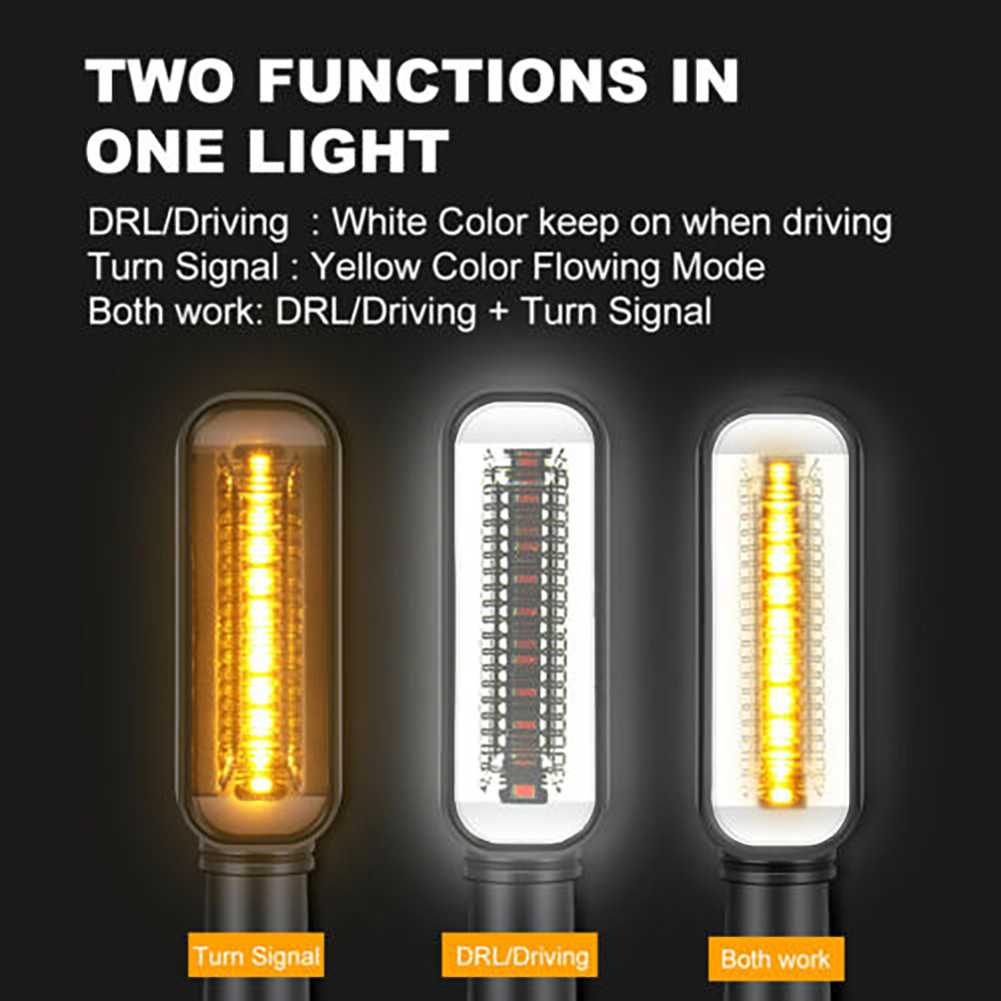 TWO FUNCTIONS IN
ONE LIGHT
DRL/Driving : White Color keep on when driving
Turn Signal : Yellow Color Flowing Mode
Both work: DRL/Driving + Turn Signal
Turn Signal
DRL/Driving
Both work